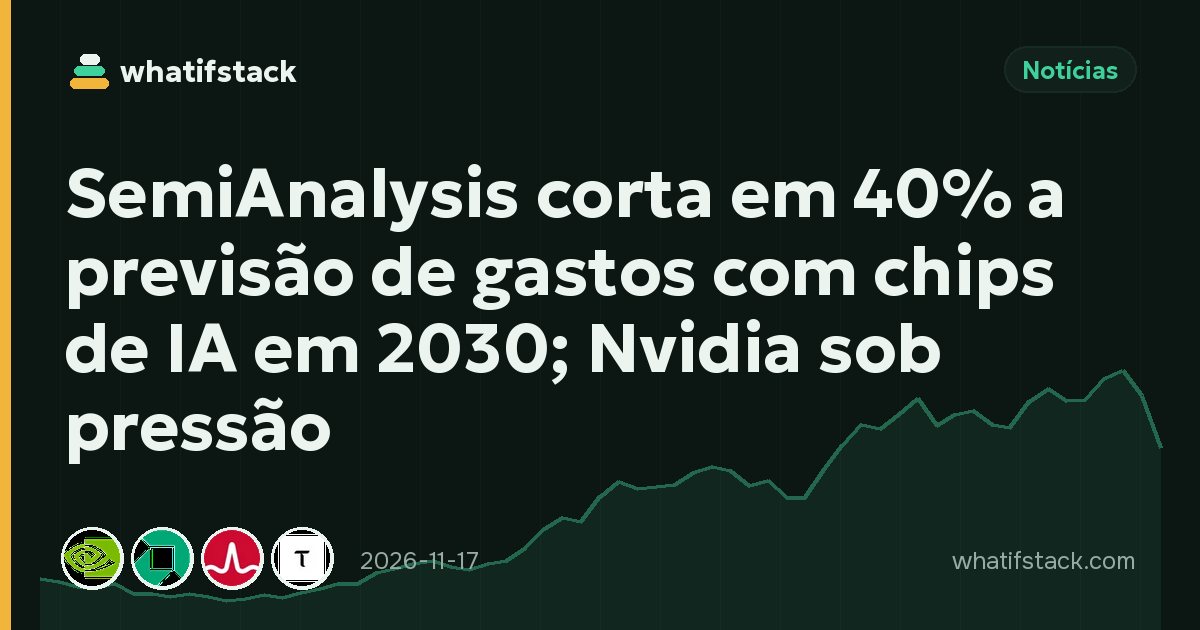 whatifstack
Notícias
SemiAnalysis corta em 40% a
previsão de gastos com chips
de IA em 2030; Nvidia sob
pressão
τ
2026-11-17
whatifstack.com